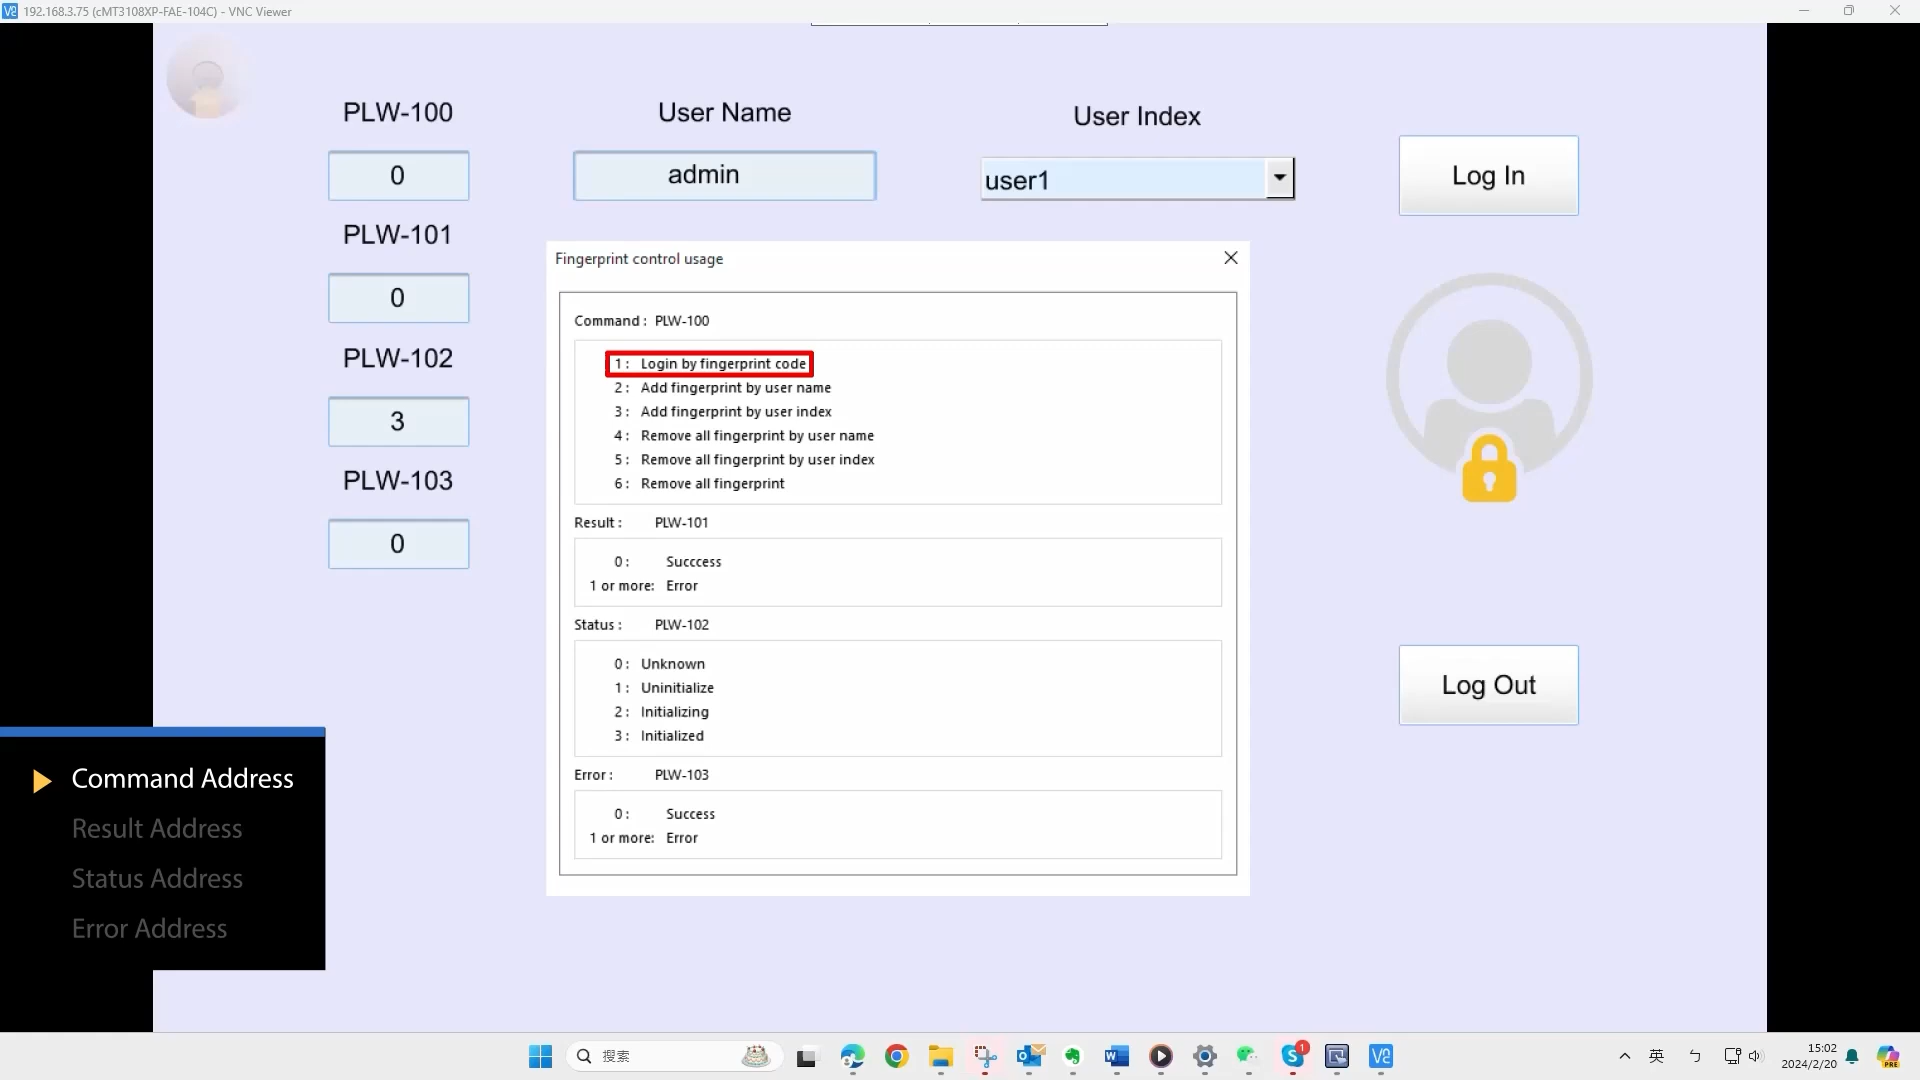 192.168.3.75 (cMT3108XP-FAE-104C) - VNC Viewer
PLW-100
User Name
User Index
0
admin
user1
Log In
PLW-101
0
PLW-102
3
PLW-103
0
Fingerprint control usage
Command : PLW-100
1 : Login by fingerprint code
2 : Add fingerprint by user name
3 : Add fingerprint by user index
4 : Remove all fingerprint by user name
5 : Remove all fingerprint by user index
6 : Remove all fingerprint
Result : PLW-101
0 : Succcess
1 or more: Error
Status : PLW-102
0 : Unknown
1 : Uninitialize
2 : Initializing
3 : Initialized
Error : PLW-103
0 : Success
1 or more: Error
Log Out
Command Address
Result Address
Status Address
Error Address
搜索
1
英
15:02
2024/2/20
PRE